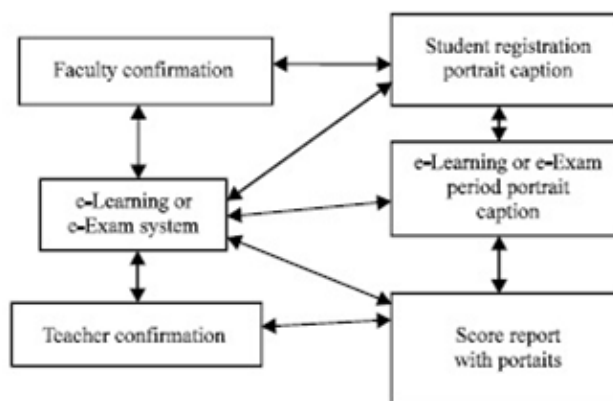 Faculty confirmation
Student registration
portrait caption
e-Learning or
e-Exam system
e-Learning or e-Exam
period portrait
caption
Teacher confirmation
Score report
with portaits